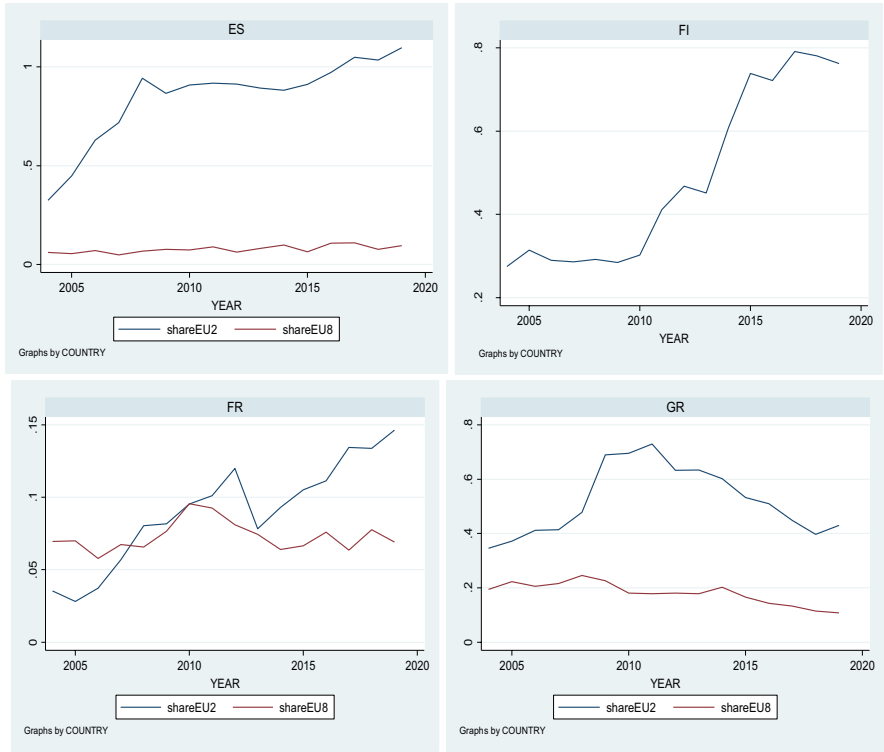 ES
1
.5
0
2005 2010 2015 2020
YEAR
shareEU2 shareEU8
Graphs by COUNTRY
FI
.8
.6
.4
.2
2005 2010 2015 2020
YEAR
Graphs by COUNTRY
FR
.15
.1
.05
0
2005 2010 2015 2020
YEAR
shareEU2 shareEU8
Graphs by COUNTRY
GR
.8
.6
.4
.2
0
2005 2010 2015 2020
YEAR
shareEU2 shareEU8
Graphs by COUNTRY